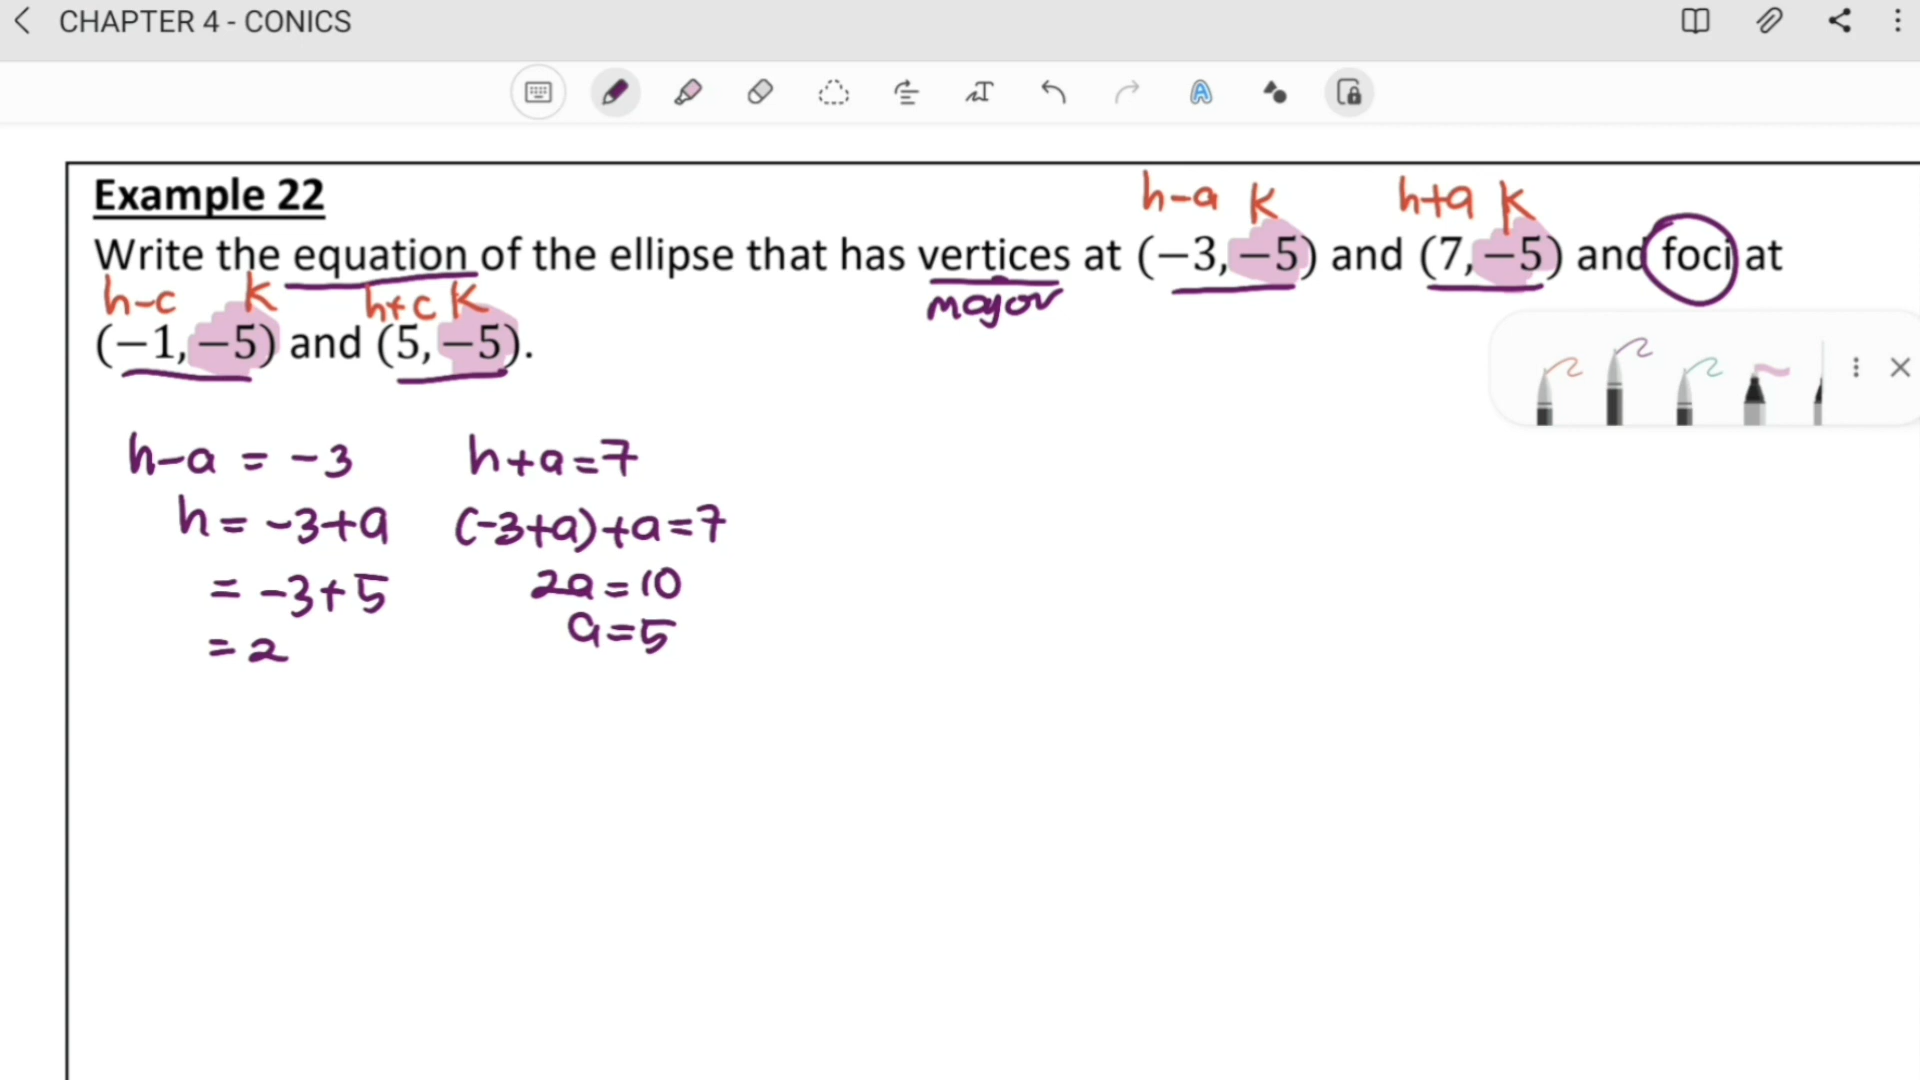 CHAPTER 4 - CONICS
Example 22
h-a k h+a k
Write the equation of the ellipse that has vertices at (−3, −5) and (7, −5) and foci at
h-c k h+c k major
(−1, −5) and (5, −5).
h-a = -3 h+a=7
h= -3+a (-3+a)+a=7
= -3+5 2a=10
= 2 a=5